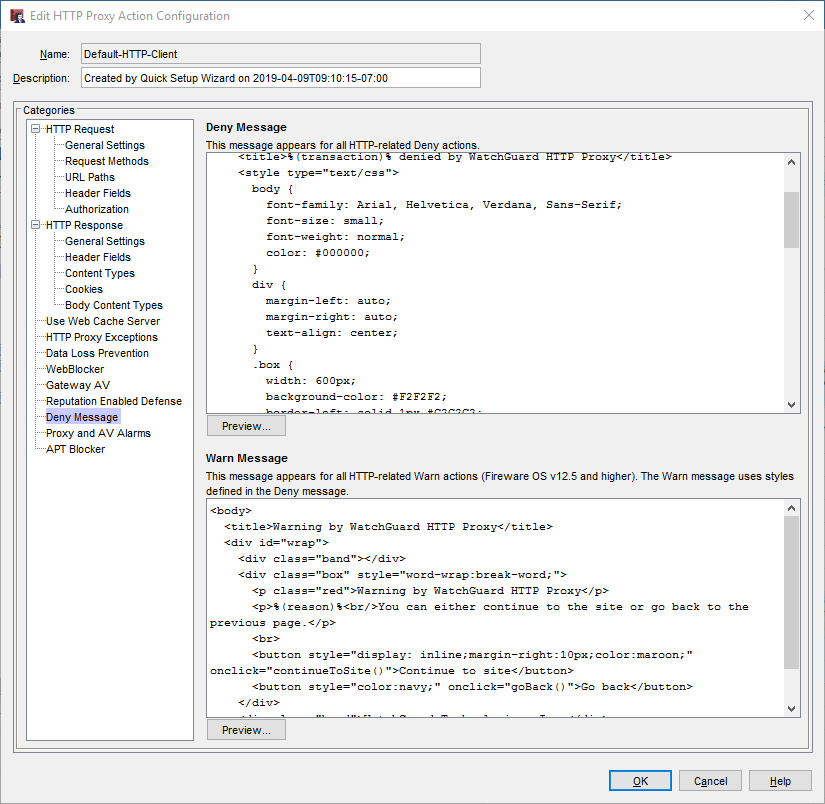 Edit HTTP Proxy Action Configuration
Name: Default-HTTP-Client
Description: Created by Quick Setup Wizard on 2019-04-09T09:10:15-07:00
Categories
HTTP Request
General Settings
Request Methods
URL Paths
Header Fields
Authorization
HTTP Response
General Settings
Header Fields
Content Types
Cookies
Body Content Types
Use Web Cache Server
HTTP Proxy Exceptions
Data Loss Prevention
WebBlocker
Gateway AV
Reputation Enabled Defense
Deny Message
Proxy and AV Alarms
APT Blocker
Deny Message
This message appears for all HTTP-related Deny actions.
<title>%(transaction)% denied by WatchGuard HTTP Proxy</title>
<style type="text/css">
body {
font-family: Arial, Helvetica, Verdana, Sans-Serif;
font-size: small;
font-weight: normal;
color: #000000;
}
div {
margin-left: auto;
margin-right: auto;
text-align: center;
}
.box {
width: 600px;
background-color: #F2F2F2;
border-left: solid 1px #C2C2C2;
Preview...
Warn Message
This message appears for all HTTP-related Warn actions (Fireware OS v12.5 and higher). The Warn message uses styles
defined in the Deny message.
<body>
<title>Warning by WatchGuard HTTP Proxy</title>
<div id="wrap">
<div class="band"></div>
<div class="box" style="word-wrap:break-word;">
<p class="red">Warning by WatchGuard HTTP Proxy</p>
<p>%(reason)%<br/>You can either continue to the site or go back to the
previous page.</p>
<br>
<button style="display: inline;margin-right:10px;color:maroon;"
onclick="continueToSite()">Continue to site</button>
<button style="color:navy;" onclick="goBack()">Go back</button>
</div>
Preview...
OK
Cancel
Help